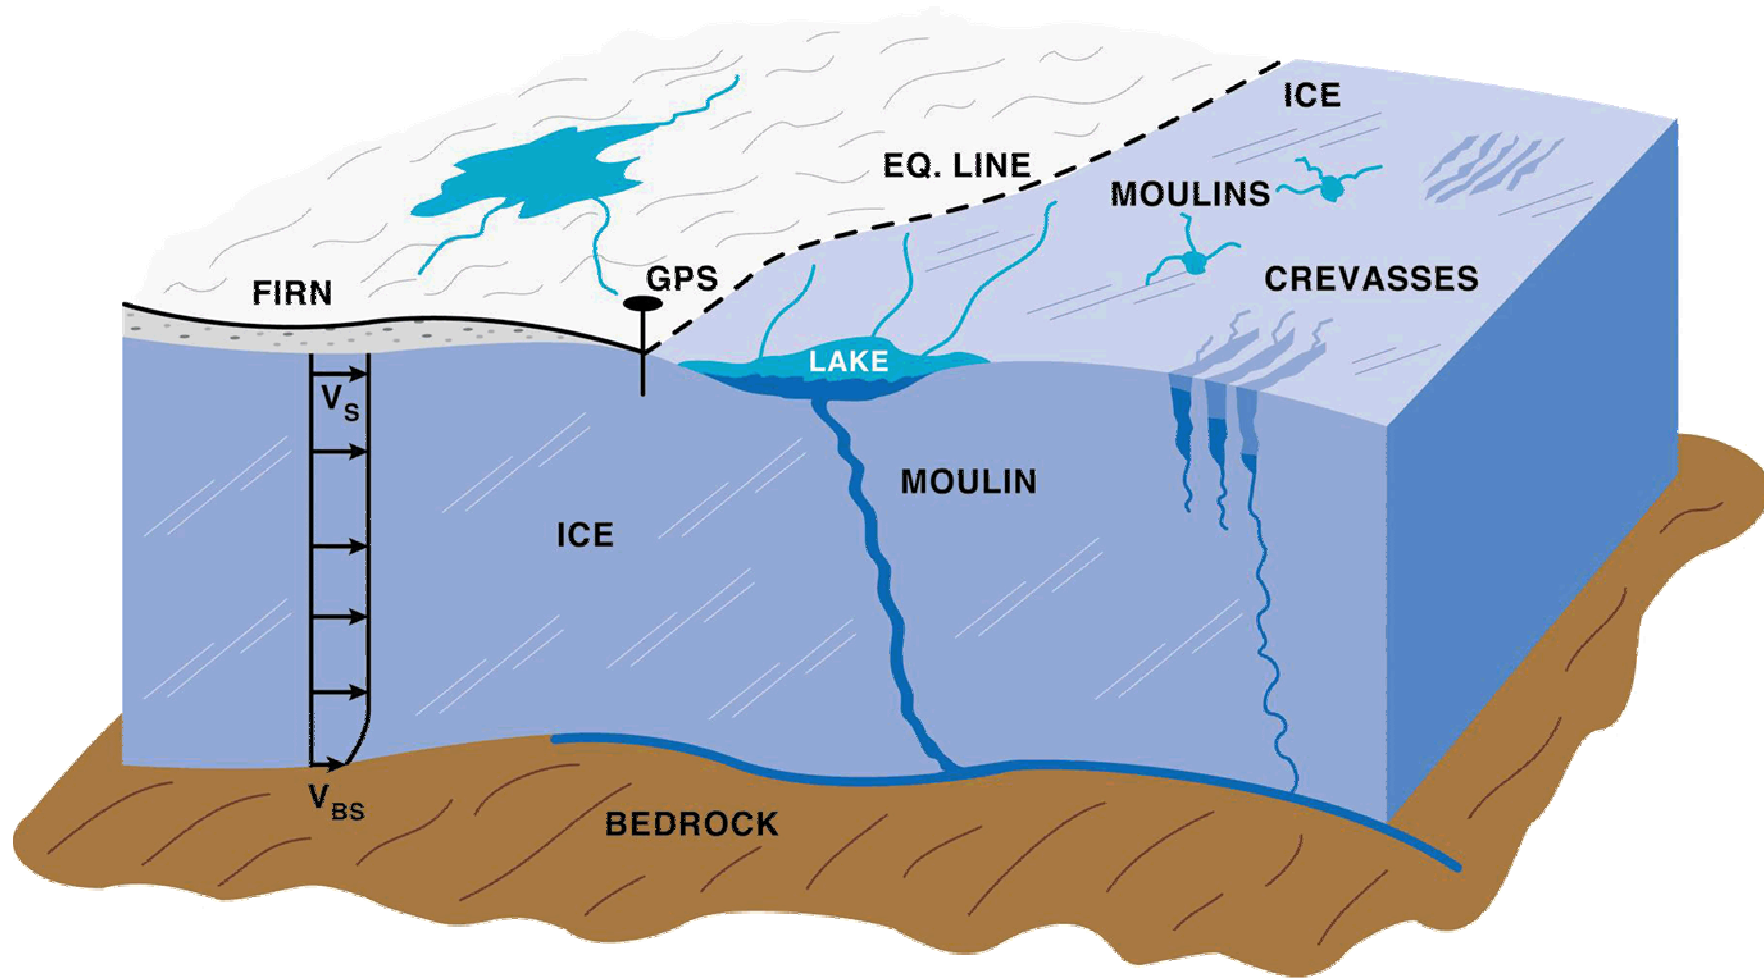 ICE
EQ. LINE
MOULINS
GPS
CREVASSES
FIRN
LAKE
VS
MOULIN
ICE
VBS
BEDROCK